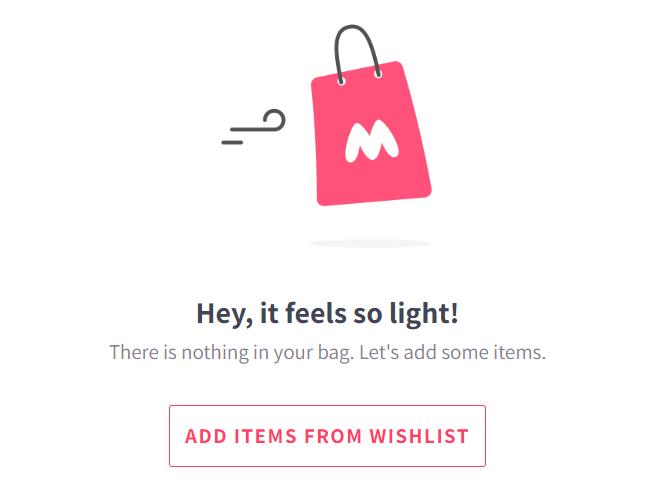 M
Hey, it feels so light!
There is nothing in your bag. Let's add some items.
ADD ITEMS FROM WISHLIST